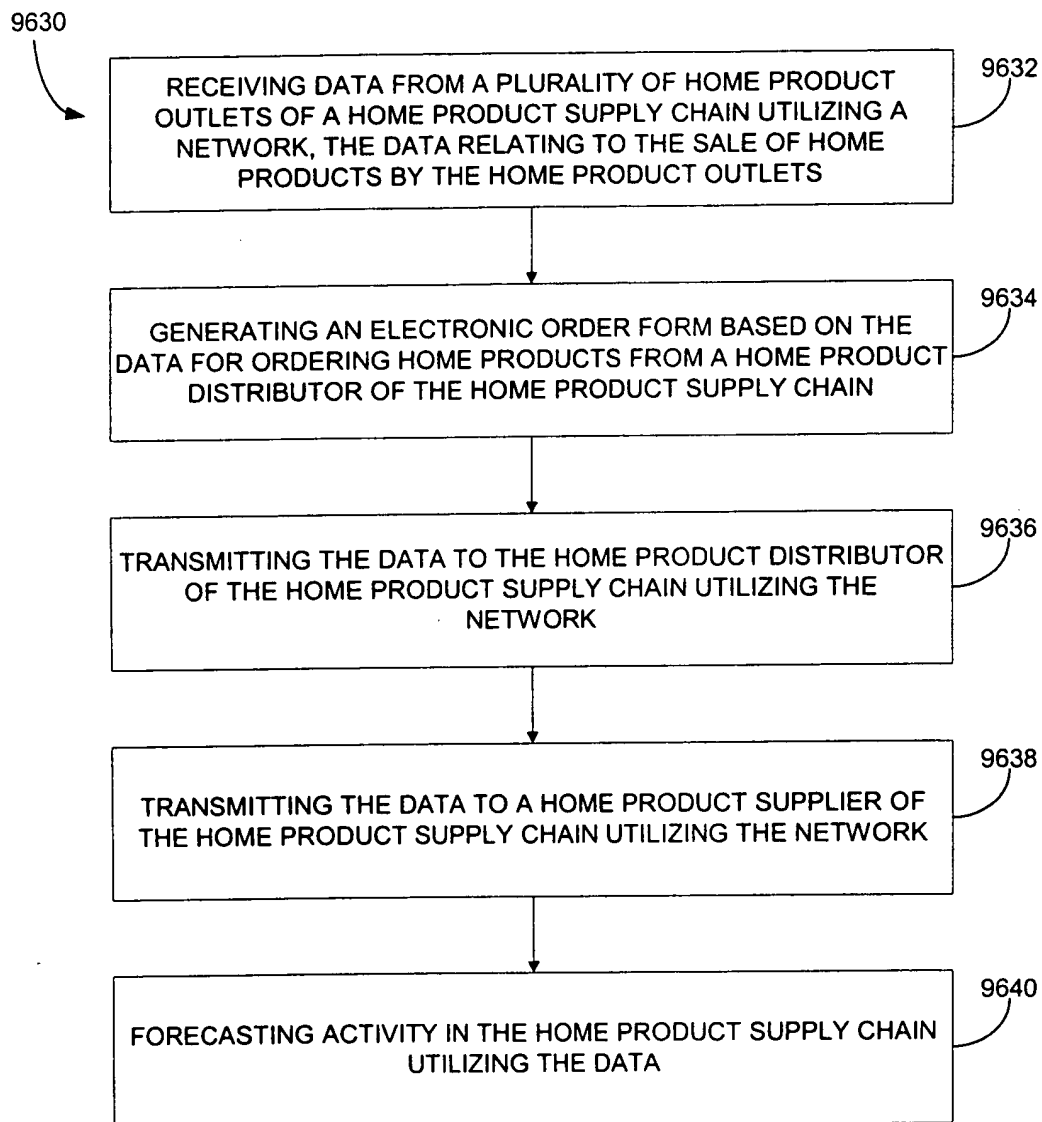 9630
9632
RECEIVING DATA FROM A PLURALITY OF HOME PRODUCT
OUTLETS OF A HOME PRODUCT SUPPLY CHAIN UTILIZING A
NETWORK, THE DATA RELATING TO THE SALE OF HOME
PRODUCTS BY THE HOME PRODUCT OUTLETS
9634
GENERATING AN ELECTRONIC ORDER FORM BASED ON THE
DATA FOR ORDERING HOME PRODUCTS FROM A HOME PRODUCT
DISTRIBUTOR OF THE HOME PRODUCT SUPPLY CHAIN
9636
TRANSMITTING THE DATA TO THE HOME PRODUCT DISTRIBUTOR
OF THE HOME PRODUCT SUPPLY CHAIN UTILIZING THE
NETWORK
9638
TRANSMITTING THE DATA TO A HOME PRODUCT SUPPLIER OF
THE HOME PRODUCT SUPPLY CHAIN UTILIZING THE NETWORK
9640
FORECASTING ACTIVITY IN THE HOME PRODUCT SUPPLY CHAIN
UTILIZING THE DATA